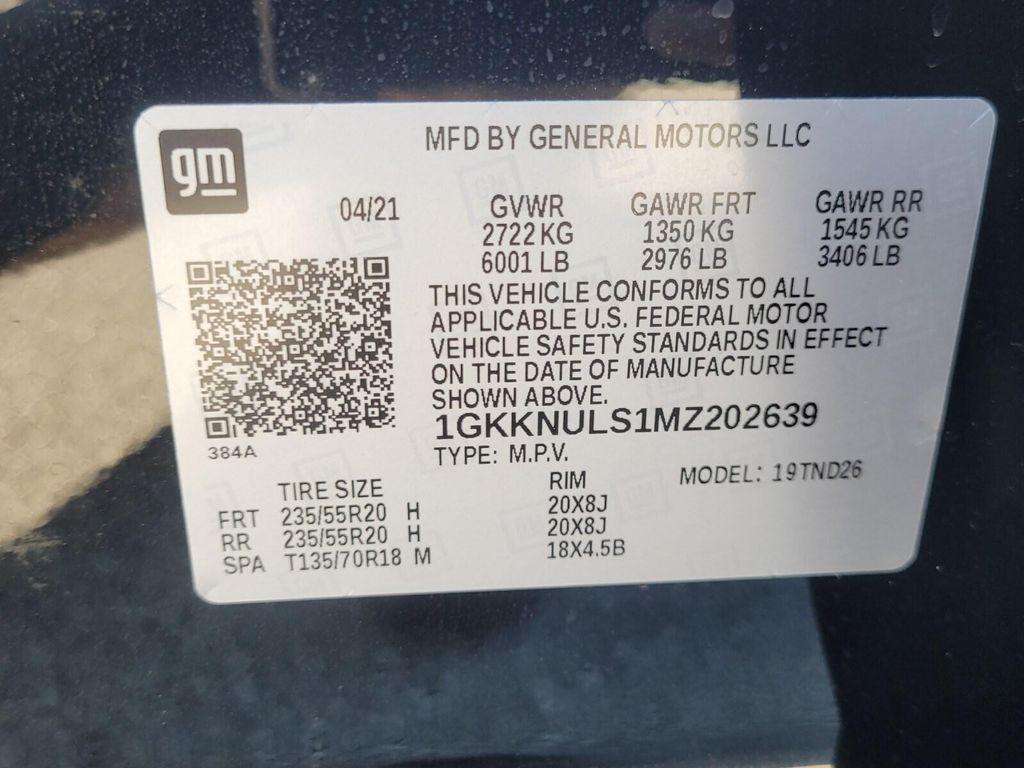 gm
MFD BY GENERAL MOTORS LLC
04/21
GVWR GAWR FRT GAWR RR
2722 KG 1350 KG 1545 KG
6001 LB 2976 LB 3406 LB
THIS VEHICLE CONFORMS TO ALL
APPLICABLE U.S. FEDERAL MOTOR
VEHICLE SAFETY STANDARDS IN EFFECT
ON THE DATE OF MANUFACTURE
SHOWN ABOVE.
1GKKNULS1MZ202639
384A
TYPE: M.P.V.
MODEL: 19TND26
TIRE SIZE RIM
FRT 235/55R20 H 20X8J
RR 235/55R20 H 20X8J
SPA T135/70R18 M 18X4.5B